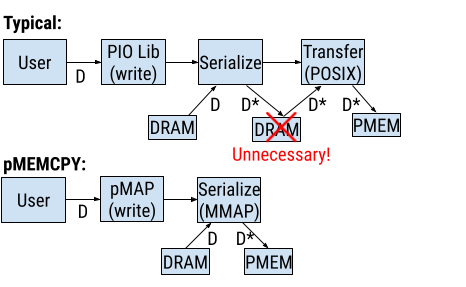 Typical:
User
D
PIO Lib
(write)
Serialize
Transfer
(POSIX)
DRAM
D
D*
DRAM
D*
D*
PMEM
Unnecessary!
pMEMCPY:
User
D
pMAP
(write)
Serialize
(MMAP)
DRAM
D
D*
PMEM